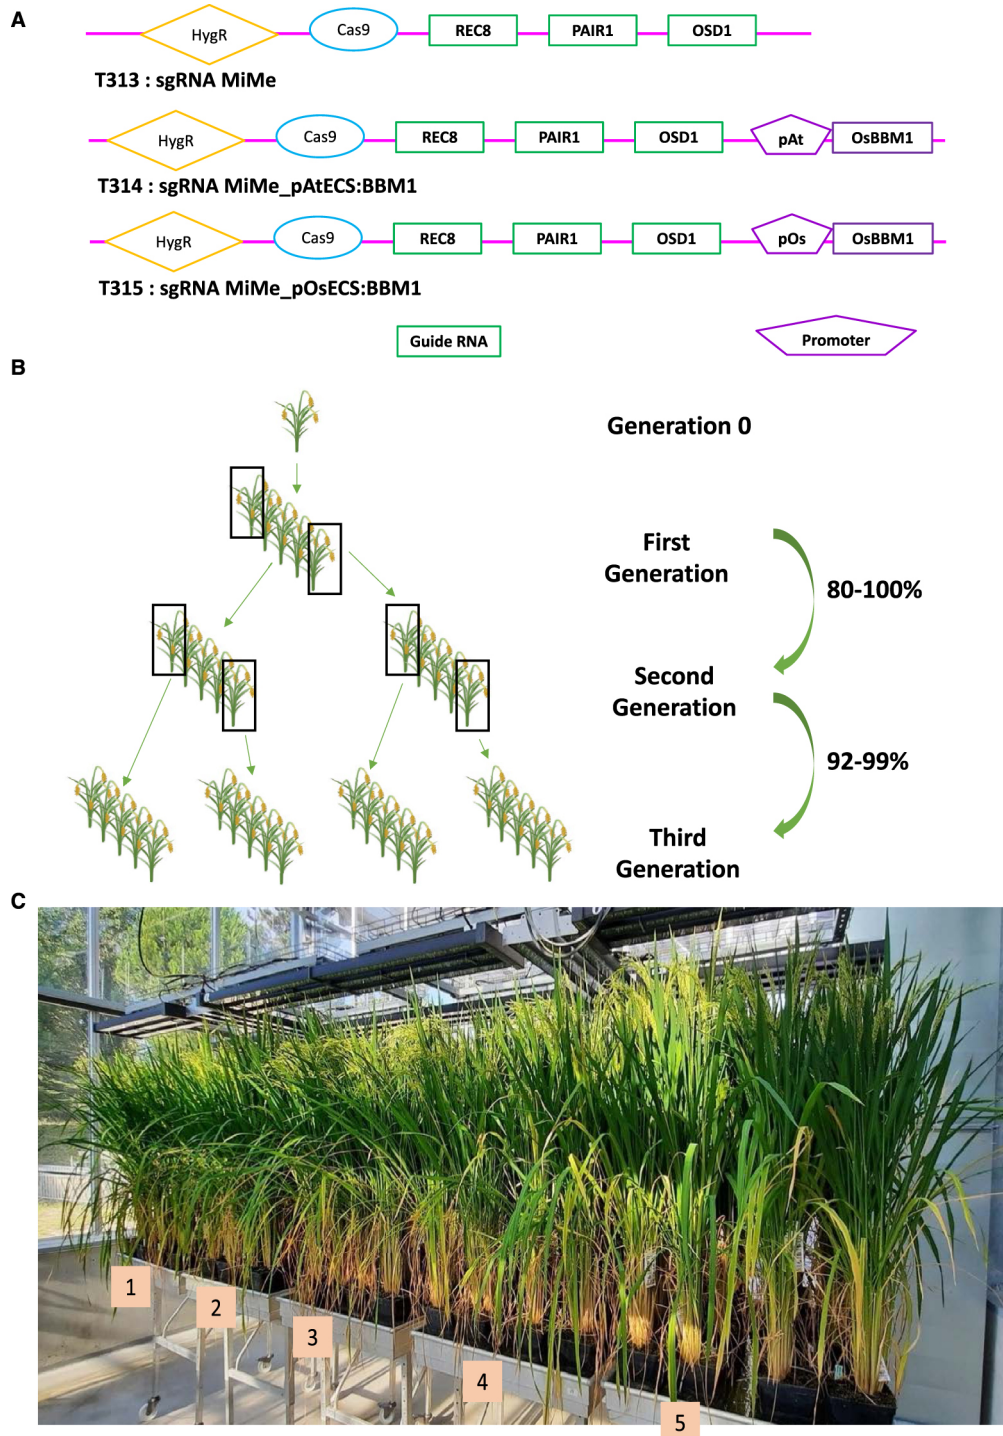 A
HygR Cas9 REC8 PAIR1 OSD1
T313 : sgRNA MiMe
HygR Cas9 REC8 PAIR1 OSD1 pAt OsBBM1
T314 : sgRNA MiMe_pAtECS:BBM1
HygR Cas9 REC8 PAIR1 OSD1 pOs OsBBM1
T315 : sgRNA MiMe_pOsECS:BBM1
Guide RNA Promoter
B
Generation 0
First
Generation
80-100%
Second
Generation
92-99%
Third
Generation
C
1
2
3
4
5